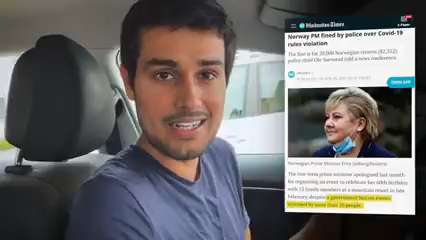 Hindustan Times
Norway PM fined by police over Covid-19
rules violation
The fine is for 20,000 Norwegian crowns ($2,352)
police chief Ole Saeverud told a news conference.
OPEN APP
Norwegian Prime Minister Erna Solberg(Reuters)
The two-term prime minister apologised last month
for organising an event to celebrate her 60th birthday
with 13 family members at a mountain resort in late
February, despite a government ban on events
attended by more than 10 people.